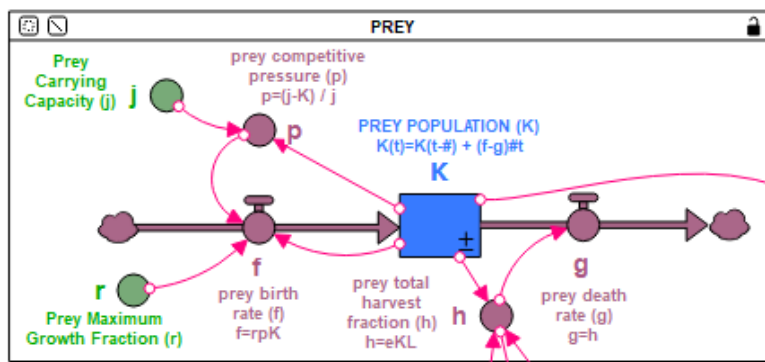 PREY
Prey
Carrying
Capacity (j)
j
prey competitive
pressure (p)
p=(j-K) / j
p
PREY POPULATION (K)
K(t)=K(t-#) + (f-g)#t
K
±
f
prey birth
rate (f)
f=rpK
r
Prey Maximum
Growth Fraction (r)
prey total
harvest
fraction (h)
h=eKL
h
g
prey death
rate (g)
g=h